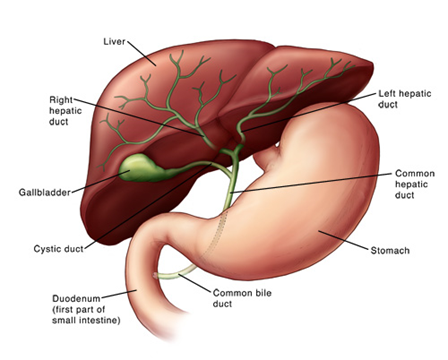 Liver
Right
hepatic
duct
Left hepatic
duct
Gallbladder
Common
hepatic
duct
Cystic duct
Stomach
Duodenum
(first part of
small intestine)
Common bile
duct